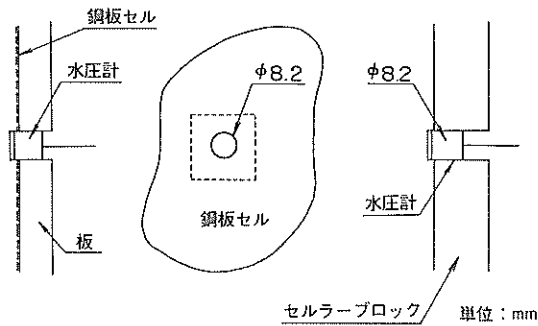 鋼板セル
水圧計
φ8.2
φ8.2
鋼板セル
水圧計
板
セルラーブロック
単位：mm